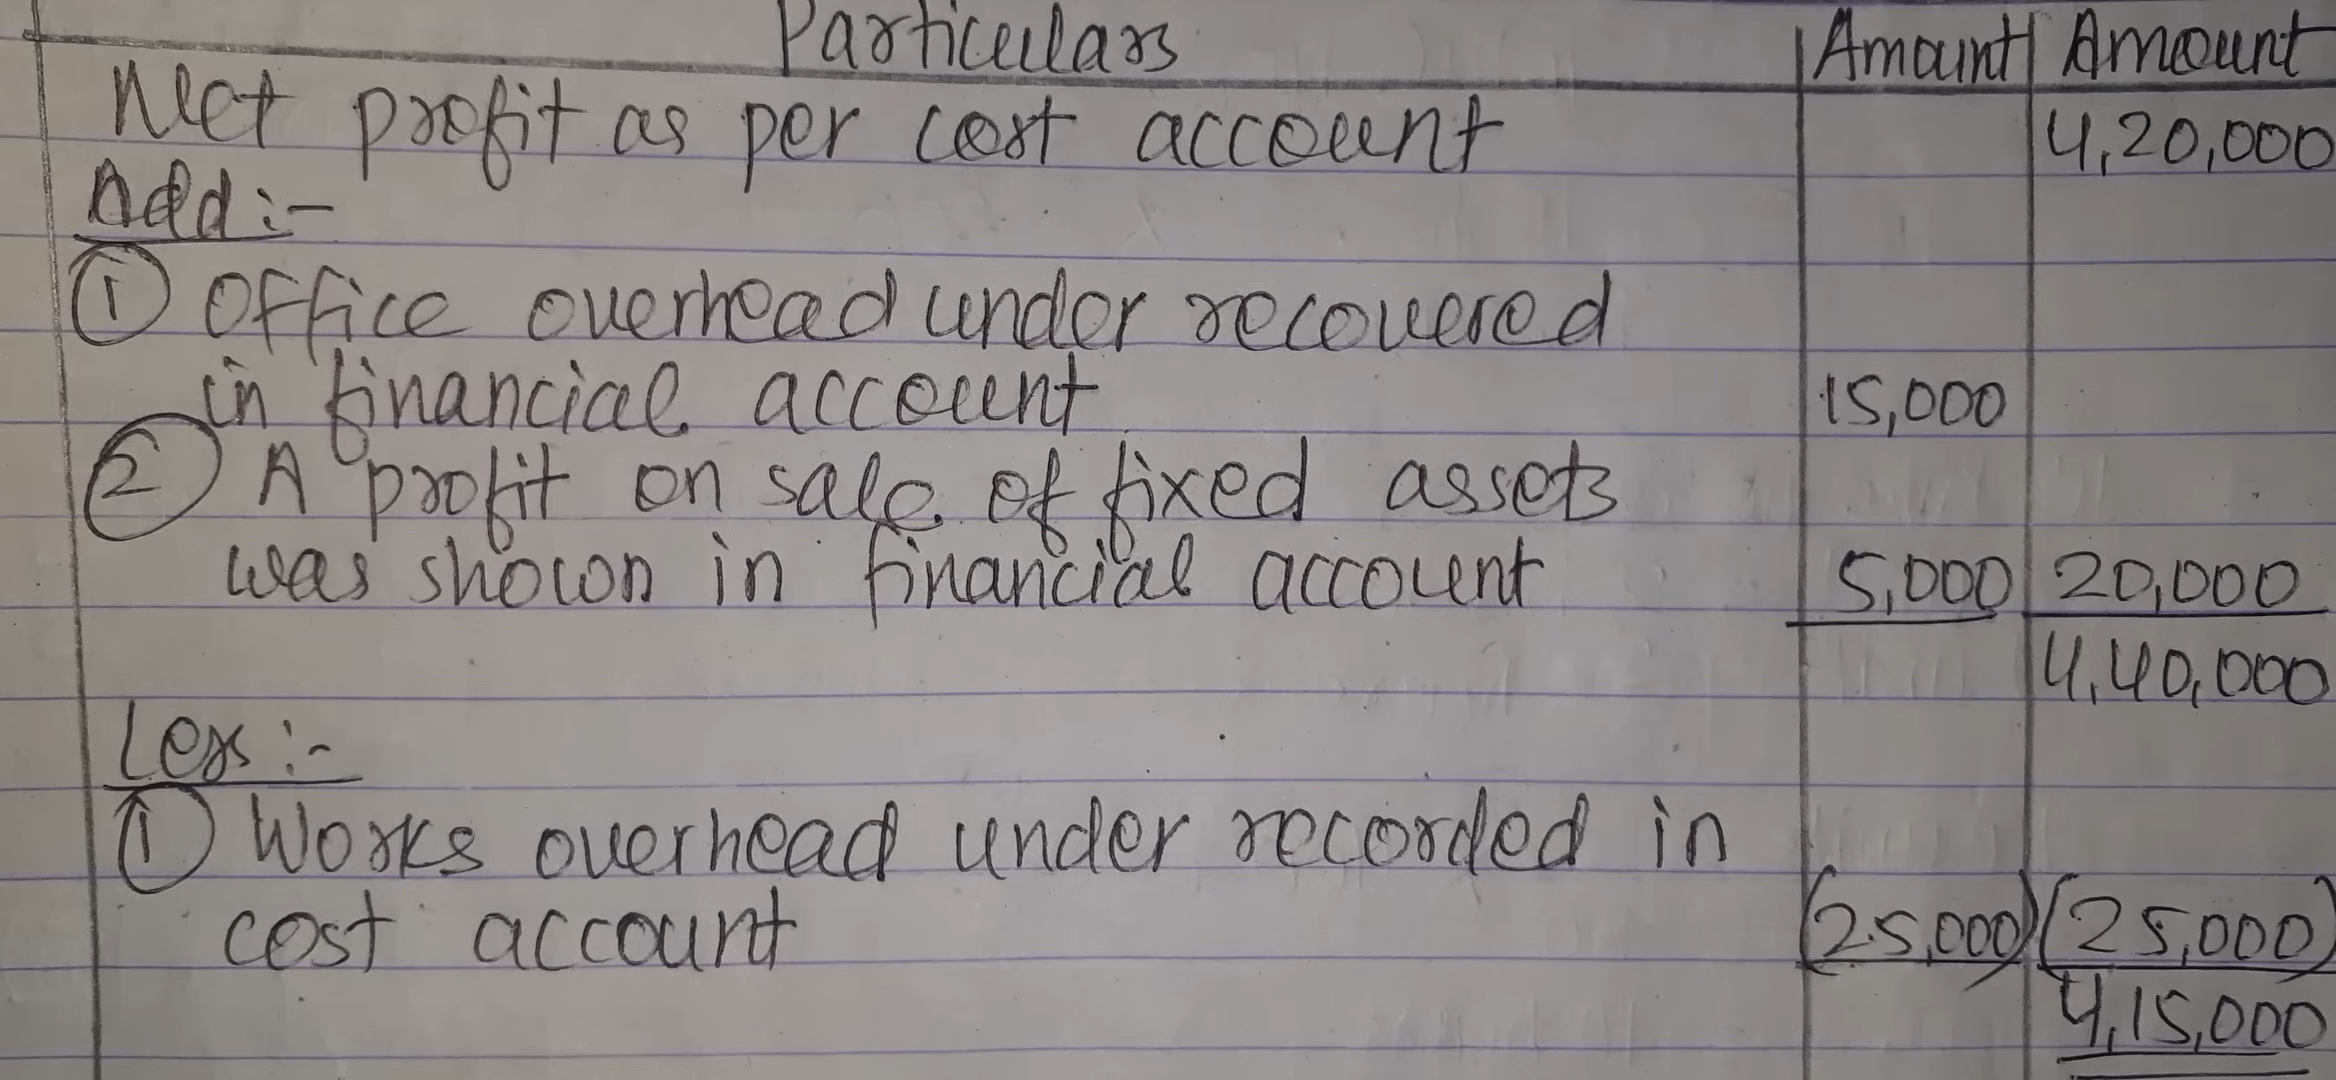 Particulars Amount Amount
Net profit as per cost account 4,20,000
Add :-
① Office overhead under recovered
in financial account 15,000
② A profit on sale of fixed assets
was shown in financial account 5,000 20,000
4,40,000
Less :-
① Works overhead under recorded in
cost account (25,000) (25,000)
4,15,000